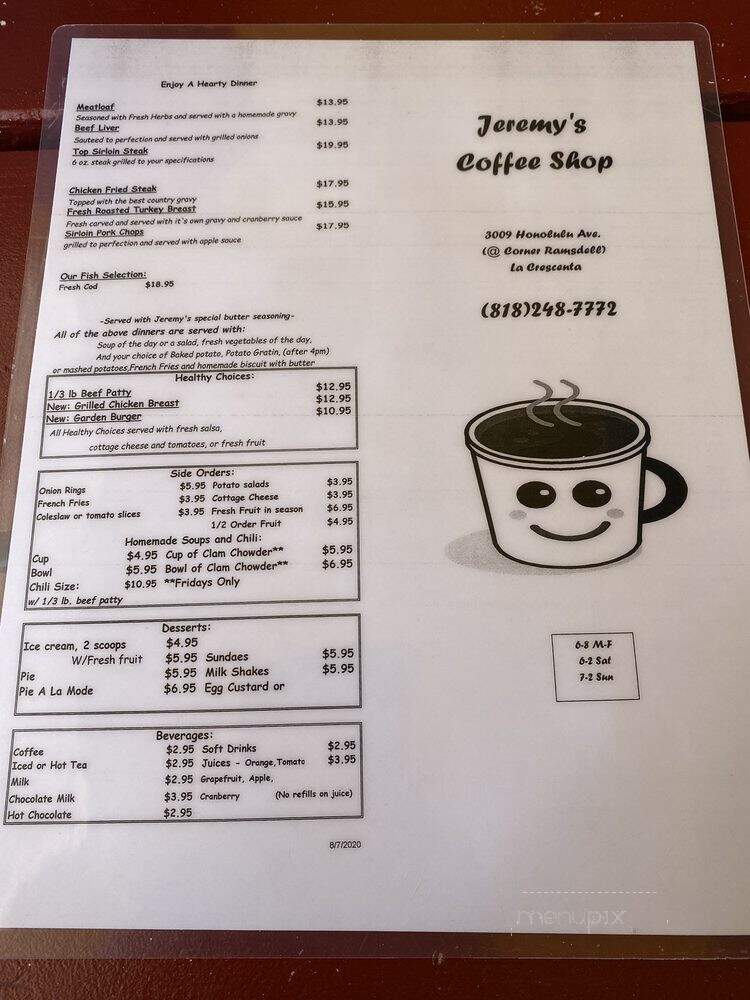 Enjoy A Hearty Dinner
Meatloaf $13.95
Seasoned with Fresh Herbs and served with a homemade gravy
Beef Liver $13.95
Sauteed to perfection and served with grilled onions
Top Sirloin Steak $19.95
6 oz. steak grilled to your specifications
Chicken Fried Steak $17.95
Topped with the best country gravy
Fresh Roasted Turkey Breast $15.95
Fresh carved and served with it's own gravy and cranberry sauce
Sirloin Pork Chops $17.95
grilled to perfection and served with apple sauce
Our Fish Selection:
Fresh Cod $18.95
-Served with Jeremy's special butter seasoning-
All of the above dinners are served with:
Soup of the day or a salad, fresh vegetables of the day,
And your choice of Baked potato, Potato Gratin, (after 4pm)
or mashed potatoes,French Fries and homemade biscuit with butter
Healthy Choices:
1/3 lb Beef Patty $12.95
New: Grilled Chicken Breast $12.95
New: Garden Burger $10.95
All Healthy Choices served with fresh salsa,
cottage cheese and tomatoes, or fresh fruit
Side Orders:
Onion Rings $5.95 Potato salads $3.95
French Fries $3.95 Cottage Cheese $3.95
Coleslaw or tomato slices $3.95 Fresh Fruit in season $6.95
1/2 Order Fruit $4.95
Homemade Soups and Chili:
Cup $4.95 Cup of Clam Chowder** $5.95
Bowl $5.95 Bowl of Clam Chowder** $6.95
Chili Size: $10.95 **Fridays Only
w/ 1/3 lb. beef patty
Desserts:
Ice cream, 2 scoops $4.95
W/Fresh fruit $5.95 Sundaes $5.95
Pie $5.95 Milk Shakes $5.95
Pie A La Mode $6.95 Egg Custard or
Beverages:
Coffee $2.95 Soft Drinks $2.95
Iced or Hot Tea $2.95 Juices - Orange,Tomato $3.95
Milk $2.95 Grapefruit, Apple,
Chocolate Milk $3.95 Cranberry (No refills on juice)
Hot Chocolate $2.95
8/7/2020
Jeremy's
Coffee Shop
3009 Honolulu Ave.
(@ Corner Ramsdell)
La Crescenta
(818)248-7772
6-8 M-F
6-2 Sat
7-2 Sun
menupix